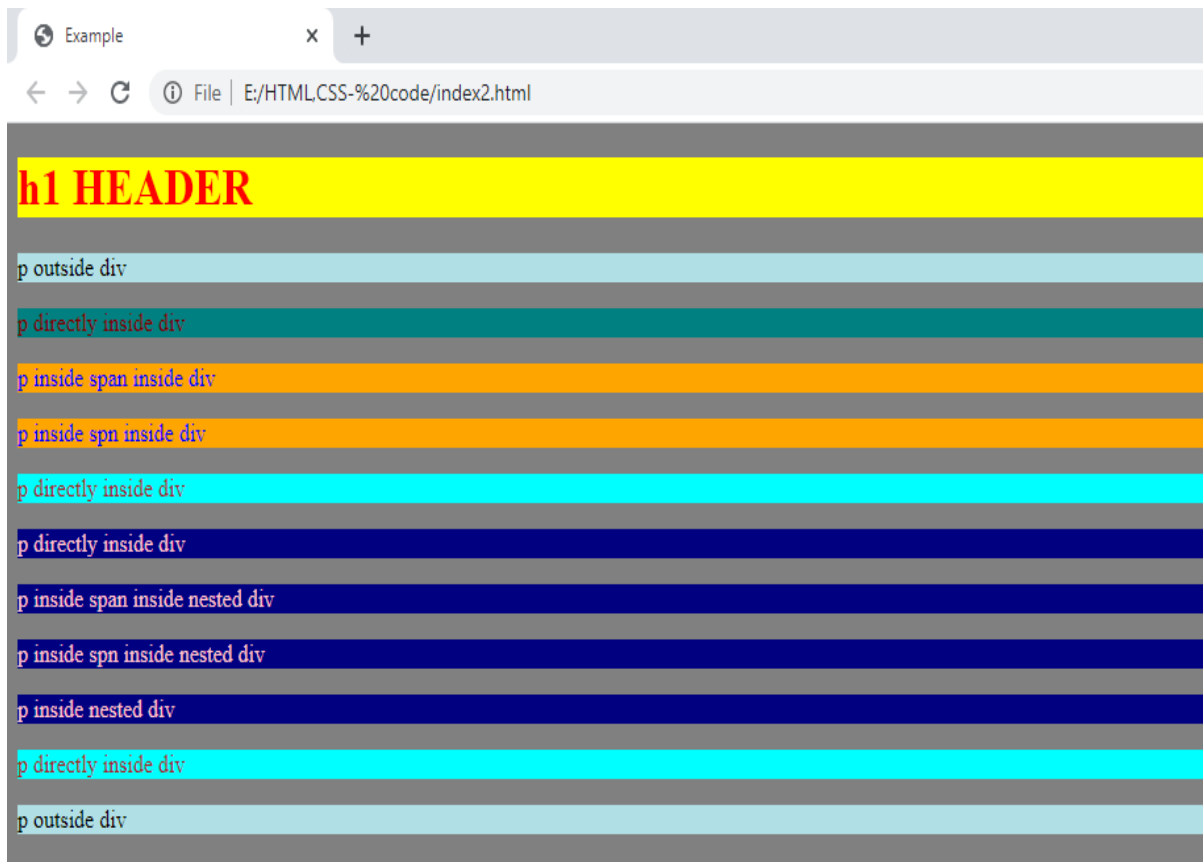 Example
File E:/HTML,CSS-%20code/index2.html
h1 HEADER
p outside div
p directly inside div
p inside span inside div
p inside spn inside div
p directly inside div
p directly inside div
p inside span inside nested div
p inside spn inside nested div
p inside nested div
p directly inside div
p outside div